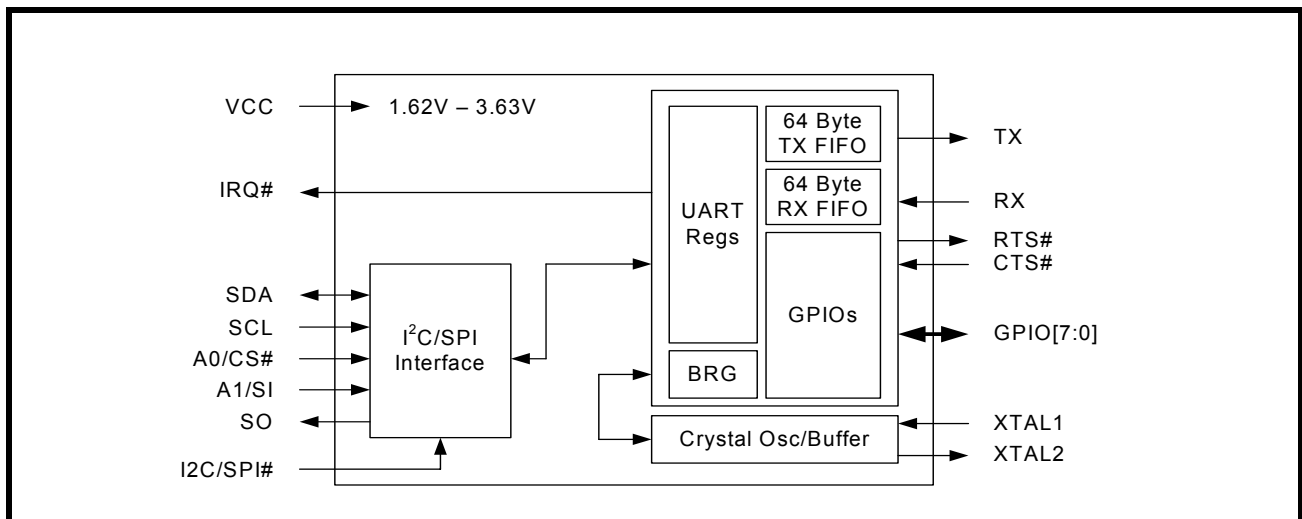 VCC
1.62V – 3.63V
IRQ#
SDA
SCL
A0/CS#
A1/SI
SO
I2C/SPI#
I²C/SPI
Interface
UART
Regs
64 Byte
TX FIFO
64 Byte
RX FIFO
GPIOs
BRG
Crystal Osc/Buffer
TX
RX
RTS#
CTS#
GPIO[7:0]
XTAL1
XTAL2